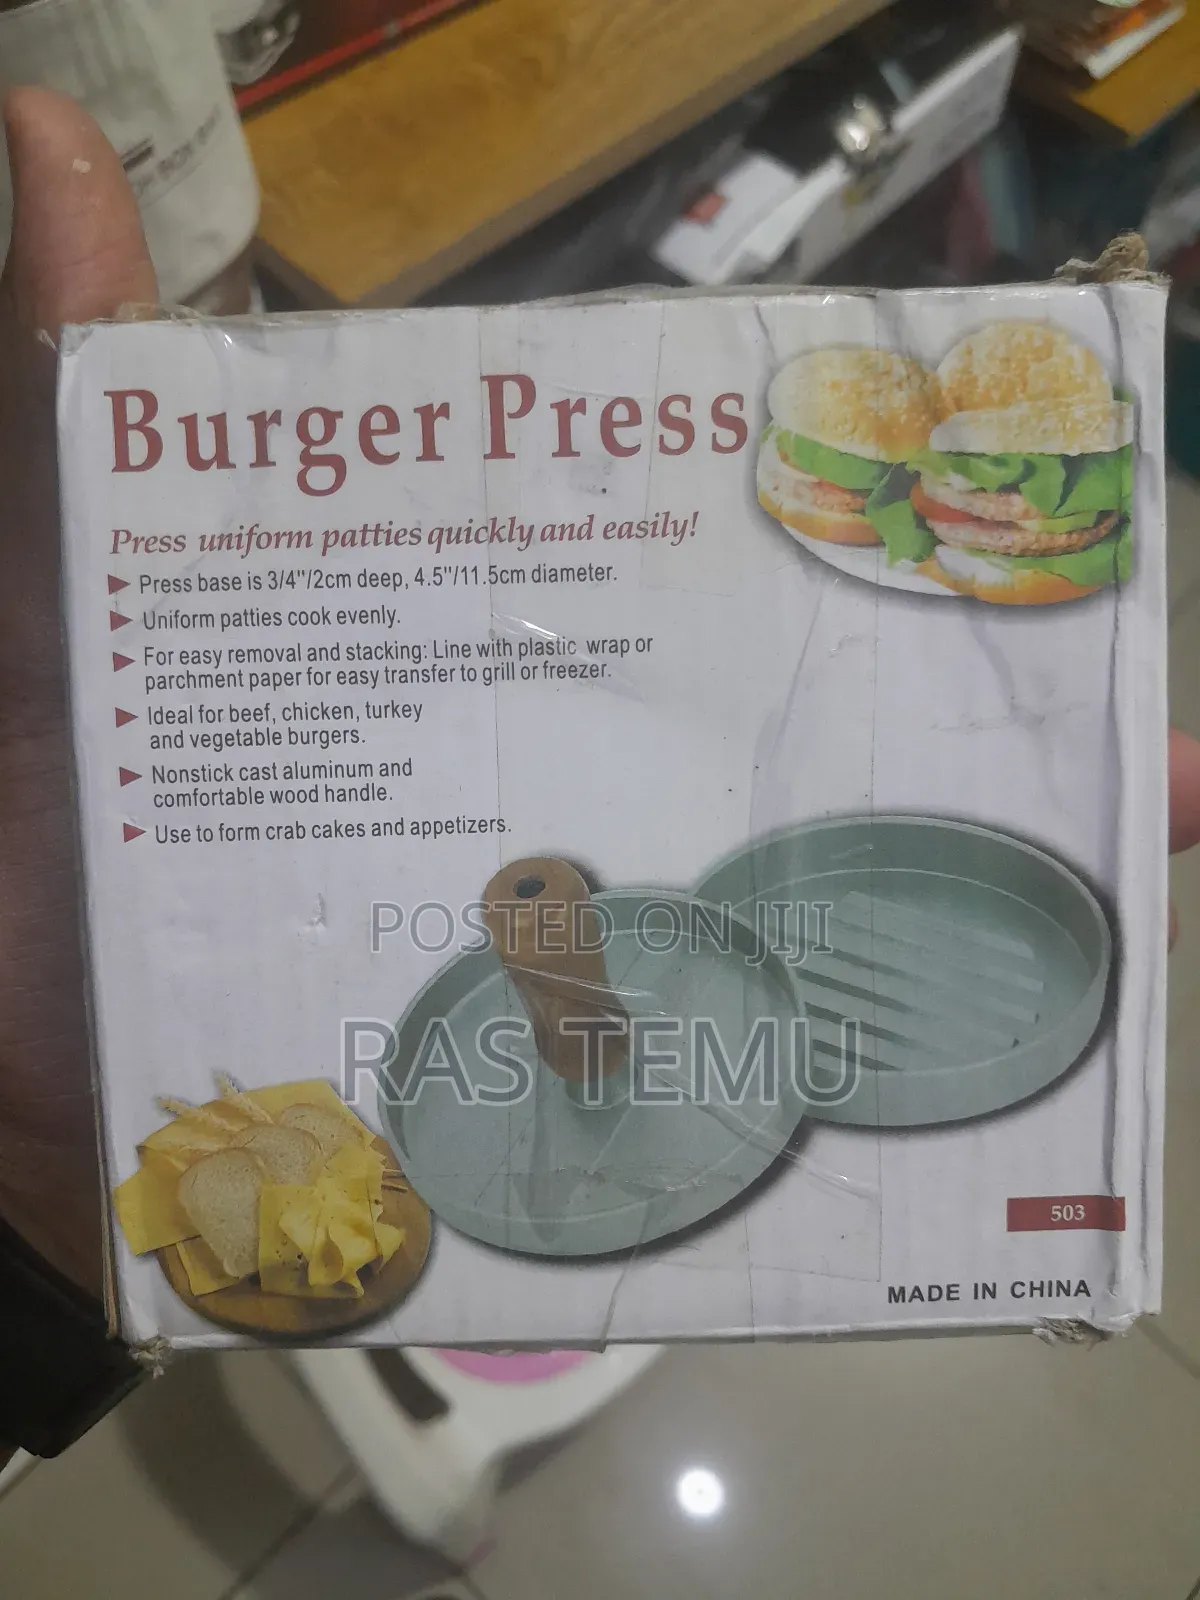 Burger Press
Press uniform patties quickly and easily!
Press base is 3/4"/2cm deep, 4.5"/11.5cm diameter.
Uniform patties cook evenly.
For easy removal and stacking: Line with plastic wrap or
parchment paper for easy transfer to grill or freezer.
Ideal for beef, chicken, turkey
and vegetable burgers.
Nonstick cast aluminum and
comfortable wood handle.
Use to form crab cakes and appetizers.
POSTED ON JIJI
RAS TEMU
503
MADE IN CHINA